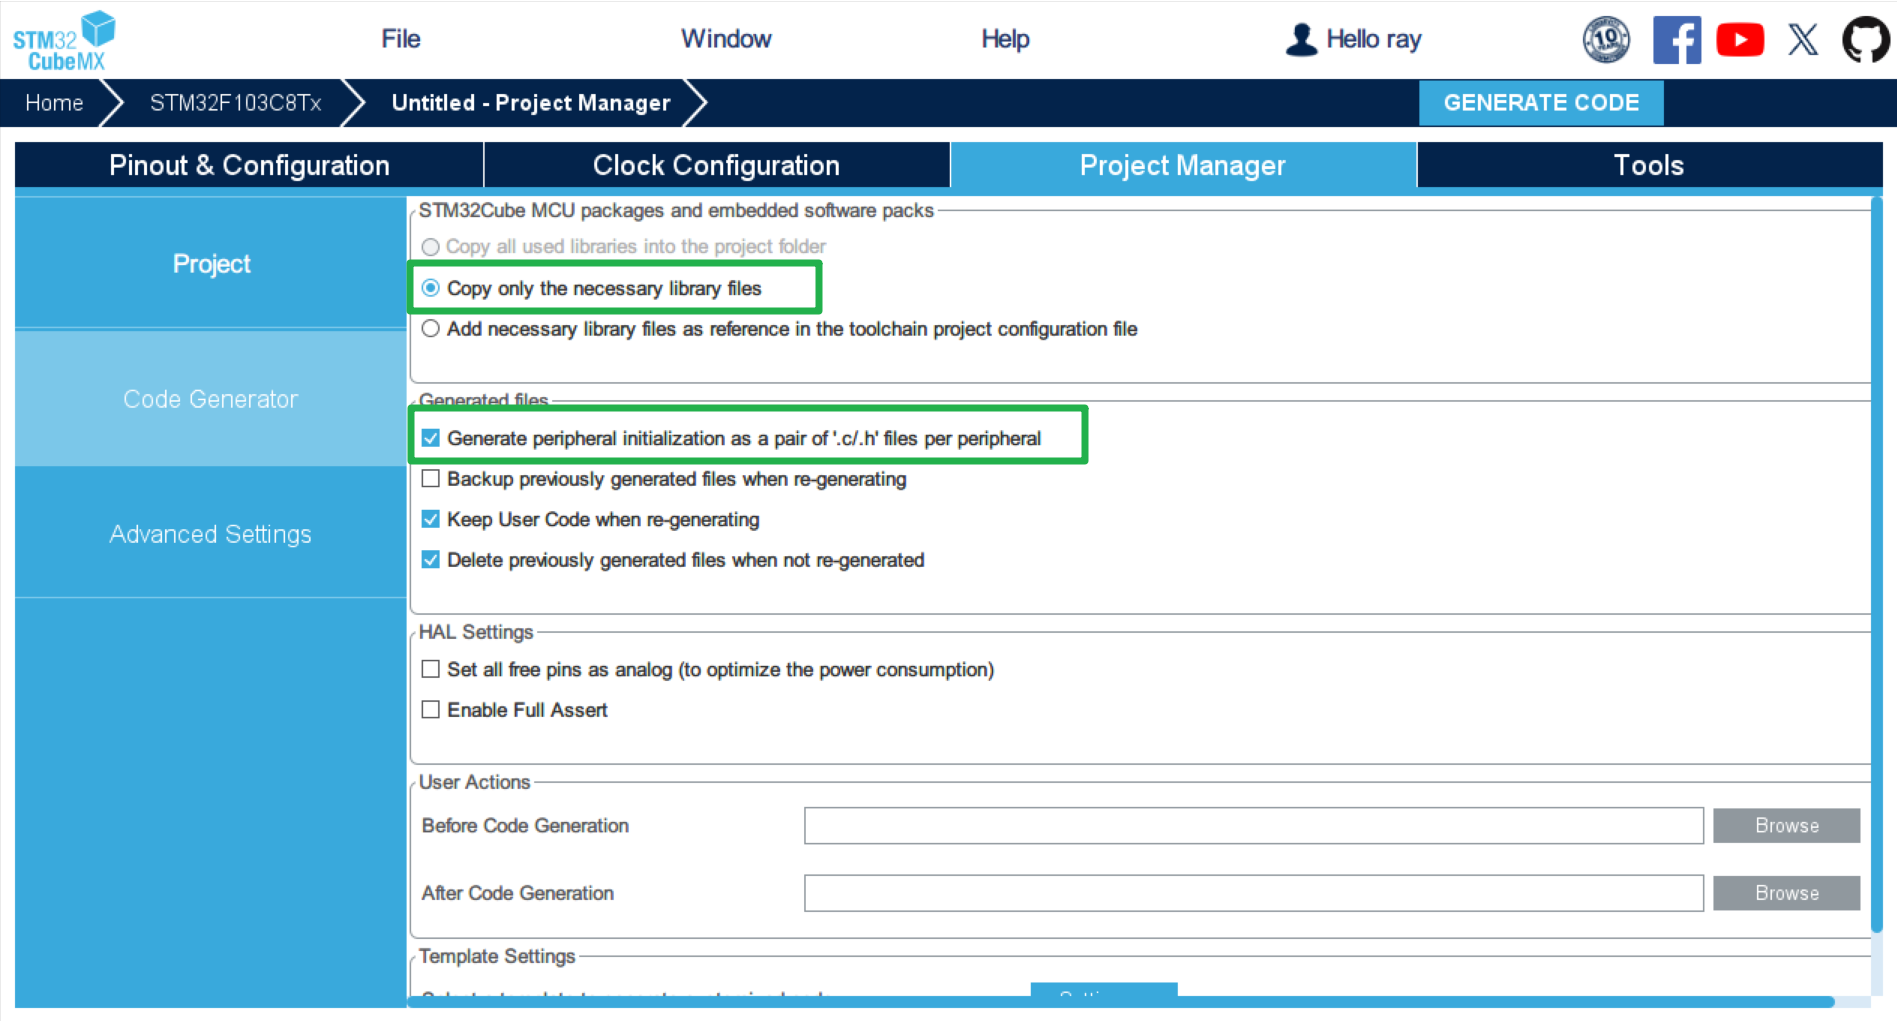 STM32
CubeMX
File
Window
Help
Hello ray
10
Home
STM32F103C8Tx
Untitled - Project Manager
GENERATE CODE
Pinout & Configuration
Clock Configuration
Project Manager
Tools
Project
Code Generator
Advanced Settings
STM32Cube MCU packages and embedded software packs
Copy all used libraries into the project folder
Copy only the necessary library files
Add necessary library files as reference in the toolchain project configuration file
Generated files
Generate peripheral initialization as a pair of '.c/.h' files per peripheral
Backup previously generated files when re-generating
Keep User Code when re-generating
Delete previously generated files when not re-generated
HAL Settings
Set all free pins as analog (to optimize the power consumption)
Enable Full Assert
User Actions
Before Code Generation
Browse
After Code Generation
Browse
Template Settings